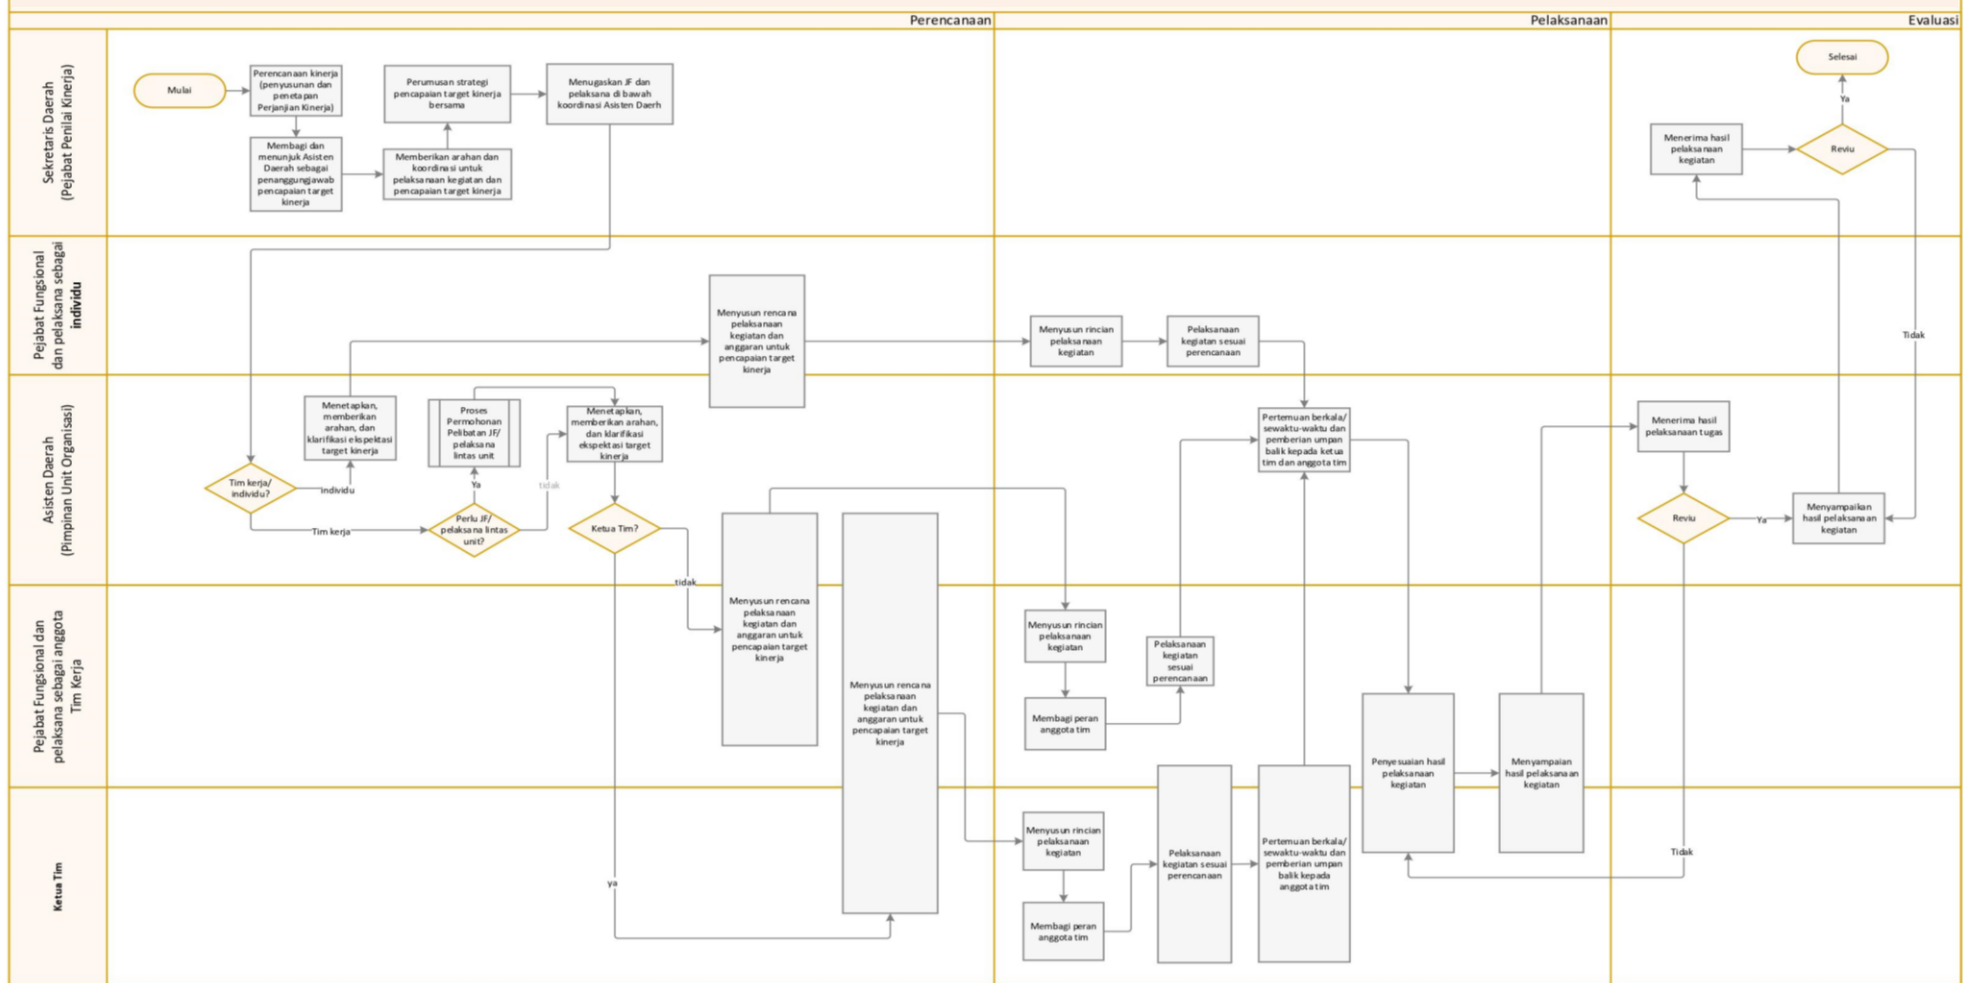 Perencanaan
Pelaksanaan
Evaluasi
Sekretaris Daerah
(Pejabat Penilai Kinerja)
Mulai
Perencanaan kinerja
(penyusunan dan
penetapan
Perjanjian Kinerja)
Membagi dan
menunjuk Asisten
Daerah sebagai
penanggungjawab
pencapaian target
kinerja
Perumusan strategi
pencapaian target kinerja
bersama
Memberikan arahan dan
koordinasi untuk
pelaksanaan kegiatan dan
pencapaian target kinerja
Menugaskan JF dan
pelaksana di bawah
koordinasi Asisten Daerh
Menerima hasil
pelaksanaan
kegiatan
Reviu
Ya
Selesai
Tidak
Pejabat Fungsional
dan pelaksana sebagai
individu
Menyusun rencana
pelaksanaan
kegiatan dan
anggaran untuk
pencapaian target
kinerja
Menyusun rincian
pelaksanaan
kegiatan
Pelaksanaan
kegiatan sesuai
perencanaan
Asisten Daerah
(Pimpinan Unit Organisasi)
Tim kerja/
individu?
individu
Tim kerja
Menetapkan,
memberikan
arahan, dan
klarifikasi ekspektasi
target kinerja
Proses
Permohonan
Pelibatan JF/
pelaksana
lintas unit
Ya
Perlu JF/
pelaksana lintas
unit?
tidak
Menetapkan,
memberikan arahan,
dan klarifikasi
ekspektasi target
kinerja
Ketua Tim?
tidak
ya
Pertemuan berkala/
sewaktu-waktu dan
pemberian umpan
balik kepada ketua
tim dan anggota tim
Menerima hasil
pelaksanaan tugas
Reviu
Ya
Menyampaikan
hasil pelaksanaan
kegiatan
Tidak
Pejabat Fungsional dan
pelaksana sebagai anggota
Tim Kerja
Menyusun rencana
pelaksanaan
kegiatan dan
anggaran untuk
pencapaian target
kinerja
Menyusun rencana
pelaksanaan
kegiatan dan
anggaran untuk
pencapaian target
kinerja
Menyusun rincian
pelaksanaan
kegiatan
Membagi peran
anggota tim
Pelaksanaan
kegiatan
sesuai
perencanaan
Penyesuaian hasil
pelaksanaan
kegiatan
Menyampaian
hasil pelaksanaan
kegiatan
Ketua Tim
Menyusun rincian
pelaksanaan
kegiatan
Membagi peran
anggota tim
Pelaksanaan
kegiatan sesuai
perencanaan
Pertemuan berkala/
sewaktu-waktu dan
pemberian umpan
balik kepada
anggota tim